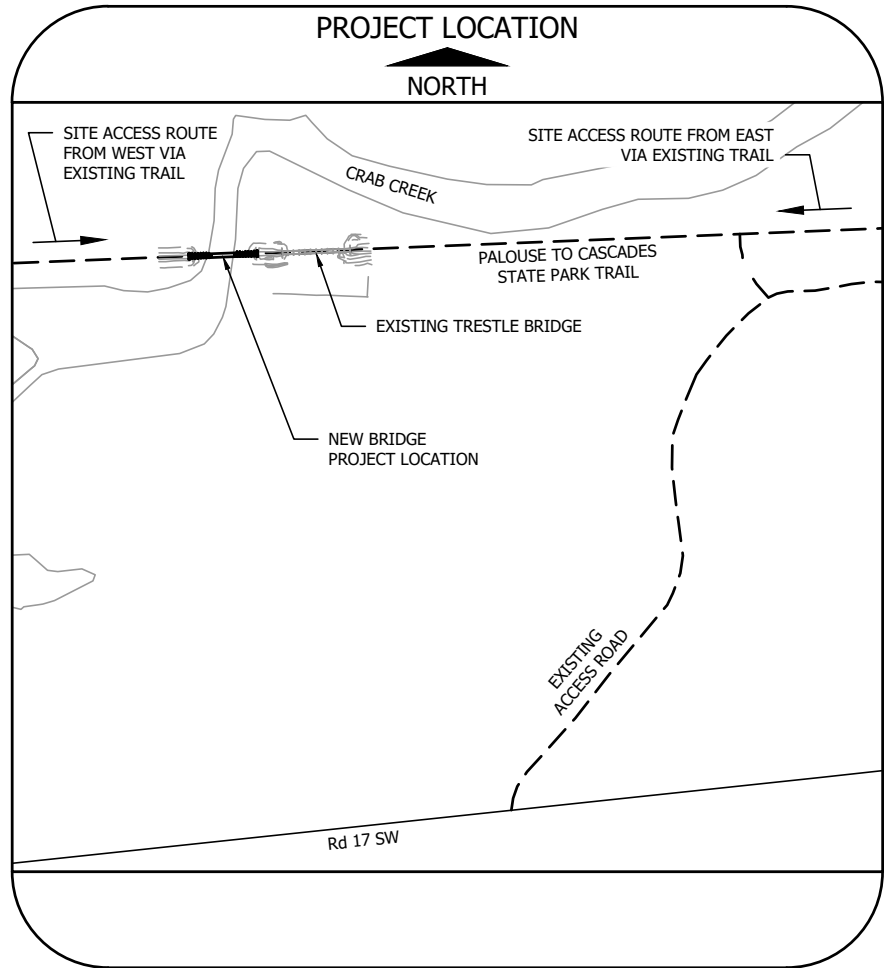 PROJECT LOCATION
NORTH
SITE ACCESS ROUTE
FROM WEST VIA
EXISTING TRAIL
SITE ACCESS ROUTE FROM EAST
VIA EXISTING TRAIL
CRAB CREEK
PALOUSE TO CASCADES
STATE PARK TRAIL
EXISTING TRESTLE BRIDGE
NEW BRIDGE
PROJECT LOCATION
EXISTING
ACCESS ROAD
Rd 17 SW